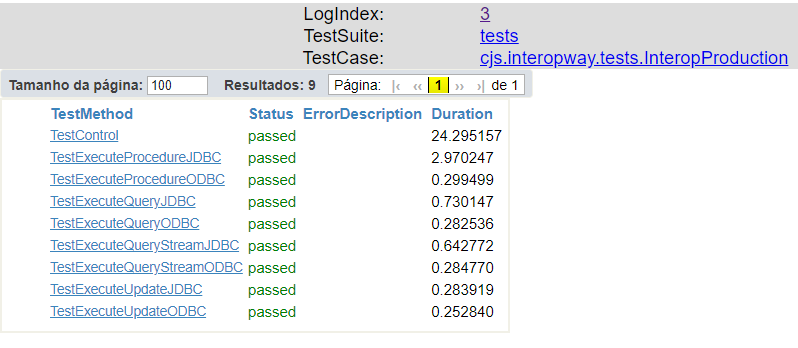 LogIndex: 3
TestSuite: tests
TestCase: cjs.interopway.tests.InteropProduction
Tamanho da página: 100 Resultados: 9 Página: |‹ ‹‹ 1 ›› ›| de 1
TestMethod Status ErrorDescription Duration
TestControl passed 24.295157
TestExecuteProcedureJDBC passed 2.970247
TestExecuteProcedureODBC passed 0.299499
TestExecuteQueryJDBC passed 0.730147
TestExecuteQueryODBC passed 0.282536
TestExecuteQueryStreamJDBC passed 0.642772
TestExecuteQueryStreamODBC passed 0.284770
TestExecuteUpdateJDBC passed 0.283919
TestExecuteUpdateODBC passed 0.252840